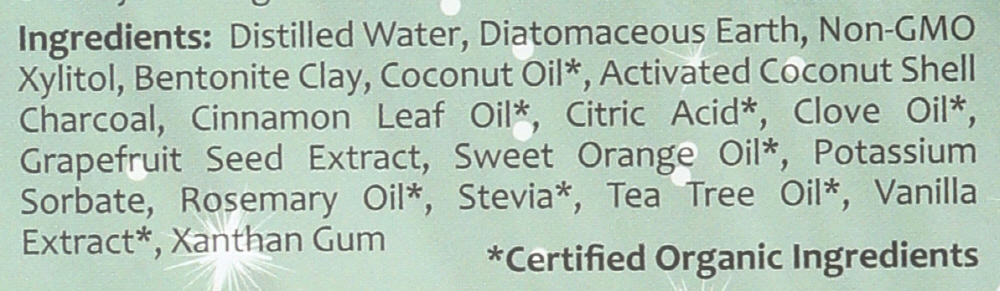 Ingredients: Distilled Water, Diatomaceous Earth, Non-GMO
Xylitol, Bentonite Clay, Coconut Oil*, Activated Coconut Shell
Charcoal, Cinnamon Leaf Oil*, Citric Acid*, Clove Oil*,
Grapefruit Seed Extract, Sweet Orange Oil*, Potassium
Sorbate, Rosemary Oil*, Stevia*, Tea Tree Oil*, Vanilla
Extract*, Xanthan Gum
*Certified Organic Ingredients